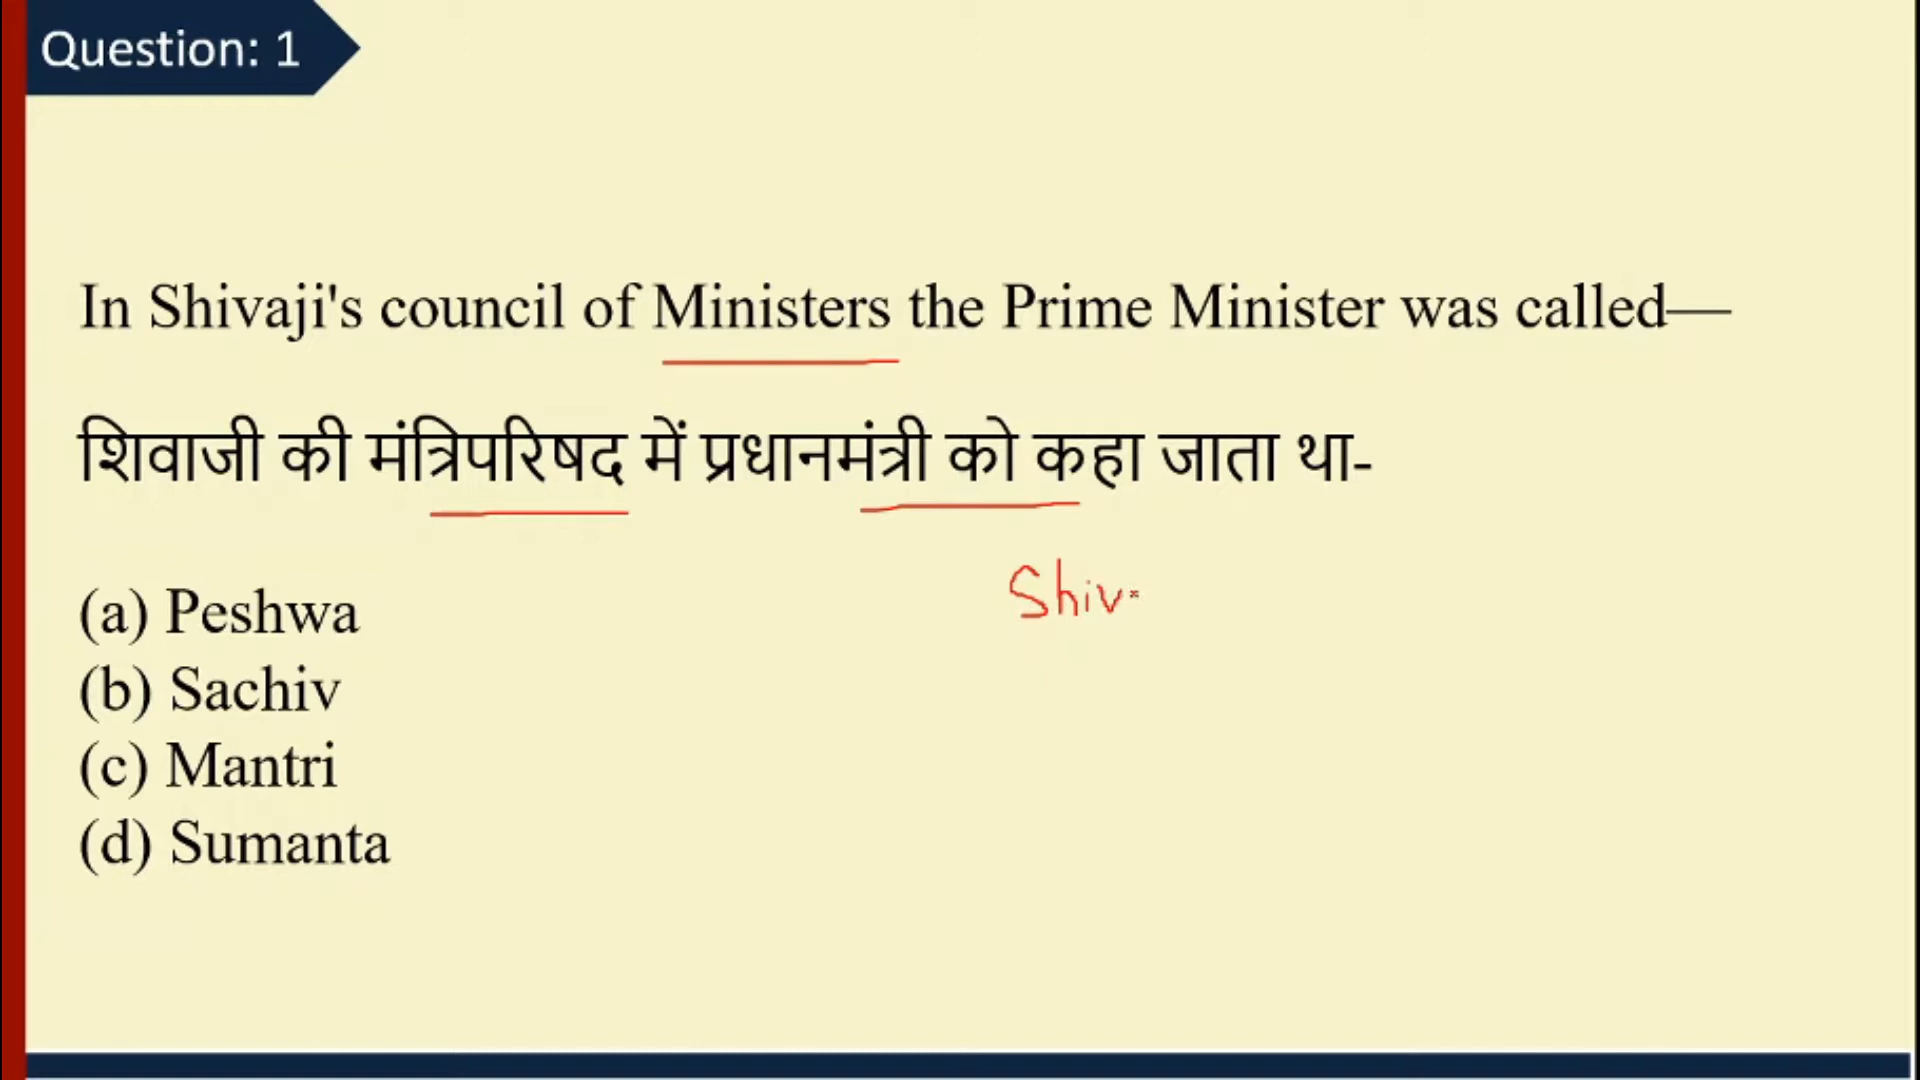 Question: 1
In Shivaji's council of Ministers the Prime Minister was called—
शिवाजी की मंत्रिपरिषद में प्रधानमंत्री को कहा जाता था-
Shiv
(a) Peshwa
(b) Sachiv
(c) Mantri
(d) Sumanta